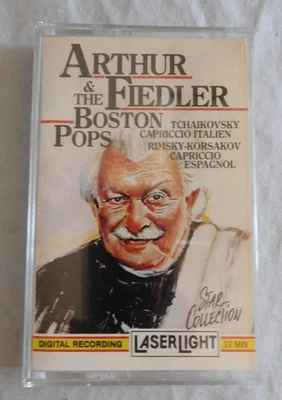 ARTHUR
& THE FIEDLER
BOSTON
POPS
TCHAIKOVSKY
CAPRICCIO ITALIEN
RIMSKY-KORSAKOV
CAPRICCIO
ESPAGNOL
STAR
COLLECTION
DIGITAL RECORDING LASERLIGHT 32 MIN.